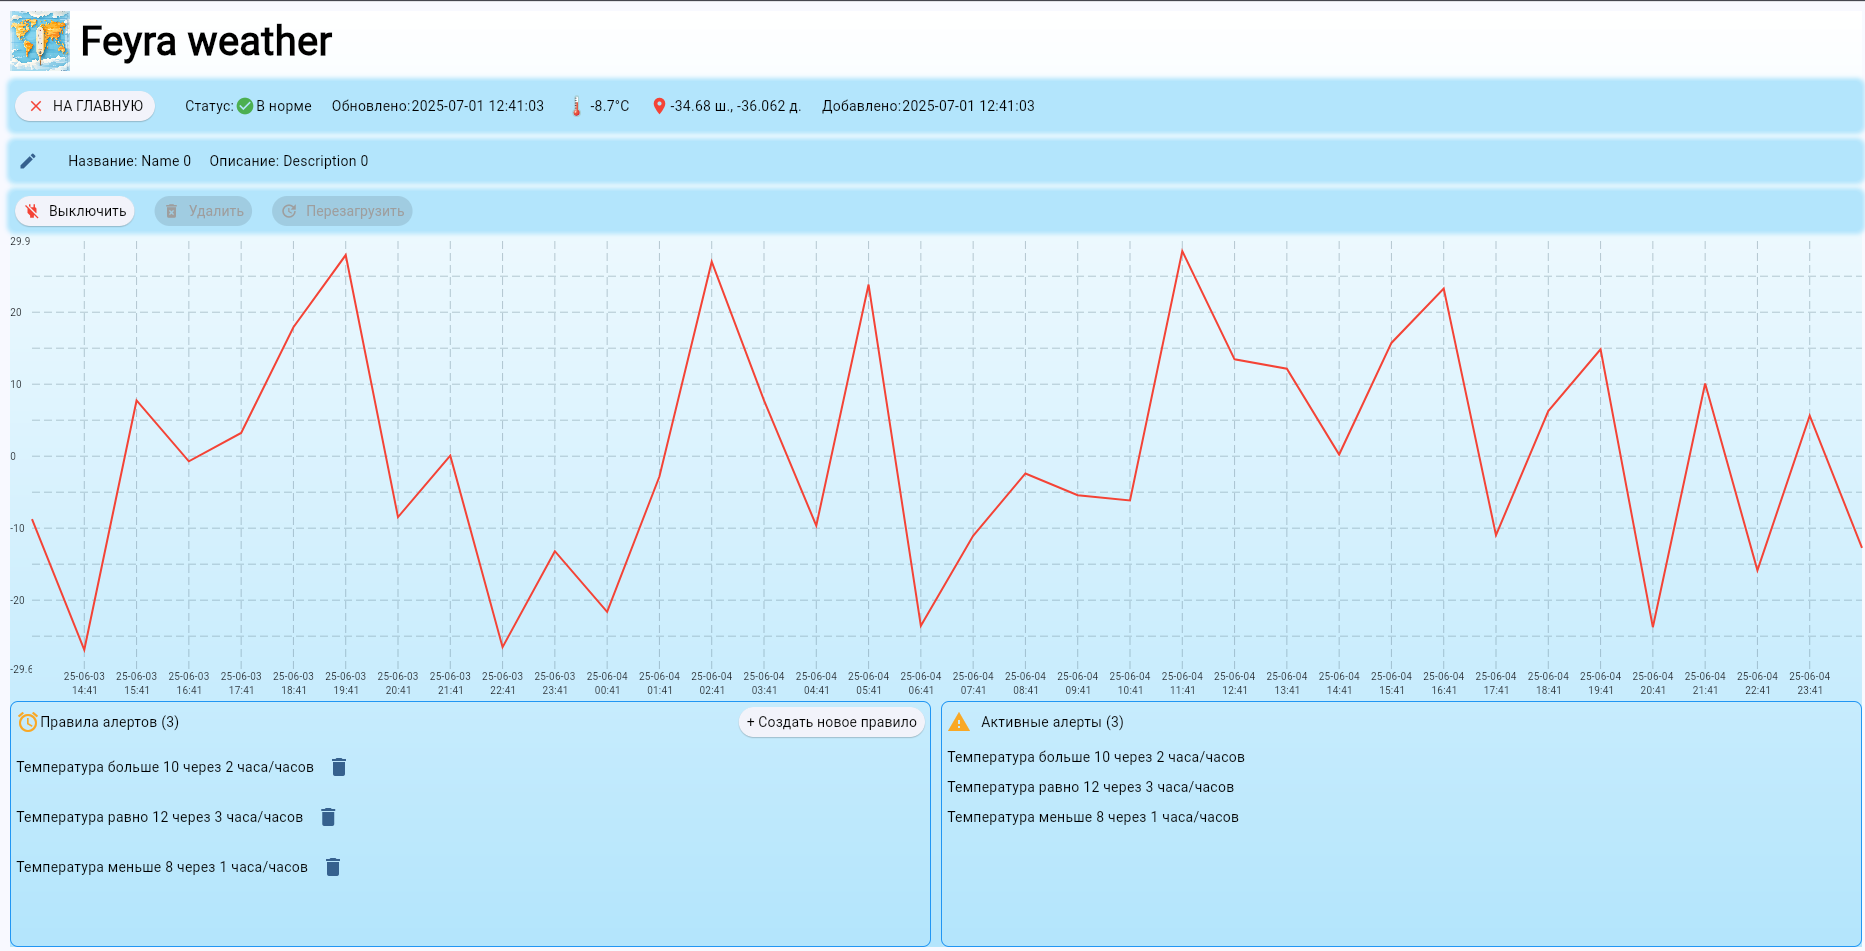 Feyra weather
НА ГЛАВНУЮ Статус: В норме Обновлено:2025-07-01 12:41:03 -8.7°C -34.68 ш., -36.062 д. Добавлено:2025-07-01 12:41:03
Название: Name 0 Описание: Description 0
Выключить Удалить Перезагрузить
29.9
20
10
0
-10
-20
-29.6
25-06-03 25-06-03 25-06-03 25-06-03 25-06-03 25-06-03 25-06-03 25-06-03 25-06-03 25-06-03 25-06-04 25-06-04 25-06-04 25-06-04 25-06-04 25-06-04 25-06-04 25-06-04 25-06-04 25-06-04 25-06-04 25-06-04 25-06-04 25-06-04 25-06-04 25-06-04 25-06-04 25-06-04 25-06-04 25-06-04 25-06-04 25-06-04 25-06-04 25-06-04
14:41 15:41 16:41 17:41 18:41 19:41 20:41 21:41 22:41 23:41 00:41 01:41 02:41 03:41 04:41 05:41 06:41 07:41 08:41 09:41 10:41 11:41 12:41 13:41 14:41 15:41 16:41 17:41 18:41 19:41 20:41 21:41 22:41 23:41
Правила алертов (3) + Создать новое правило
Температура больше 10 через 2 часа/часов
Температура равно 12 через 3 часа/часов
Температура меньше 8 через 1 часа/часов
Активные алерты (3)
Температура больше 10 через 2 часа/часов
Температура равно 12 через 3 часа/часов
Температура меньше 8 через 1 часа/часов